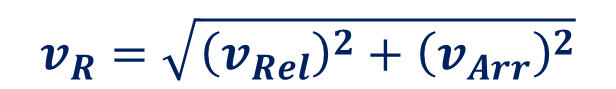 v_R = √((v_Rel)² + (v_Arr)²)